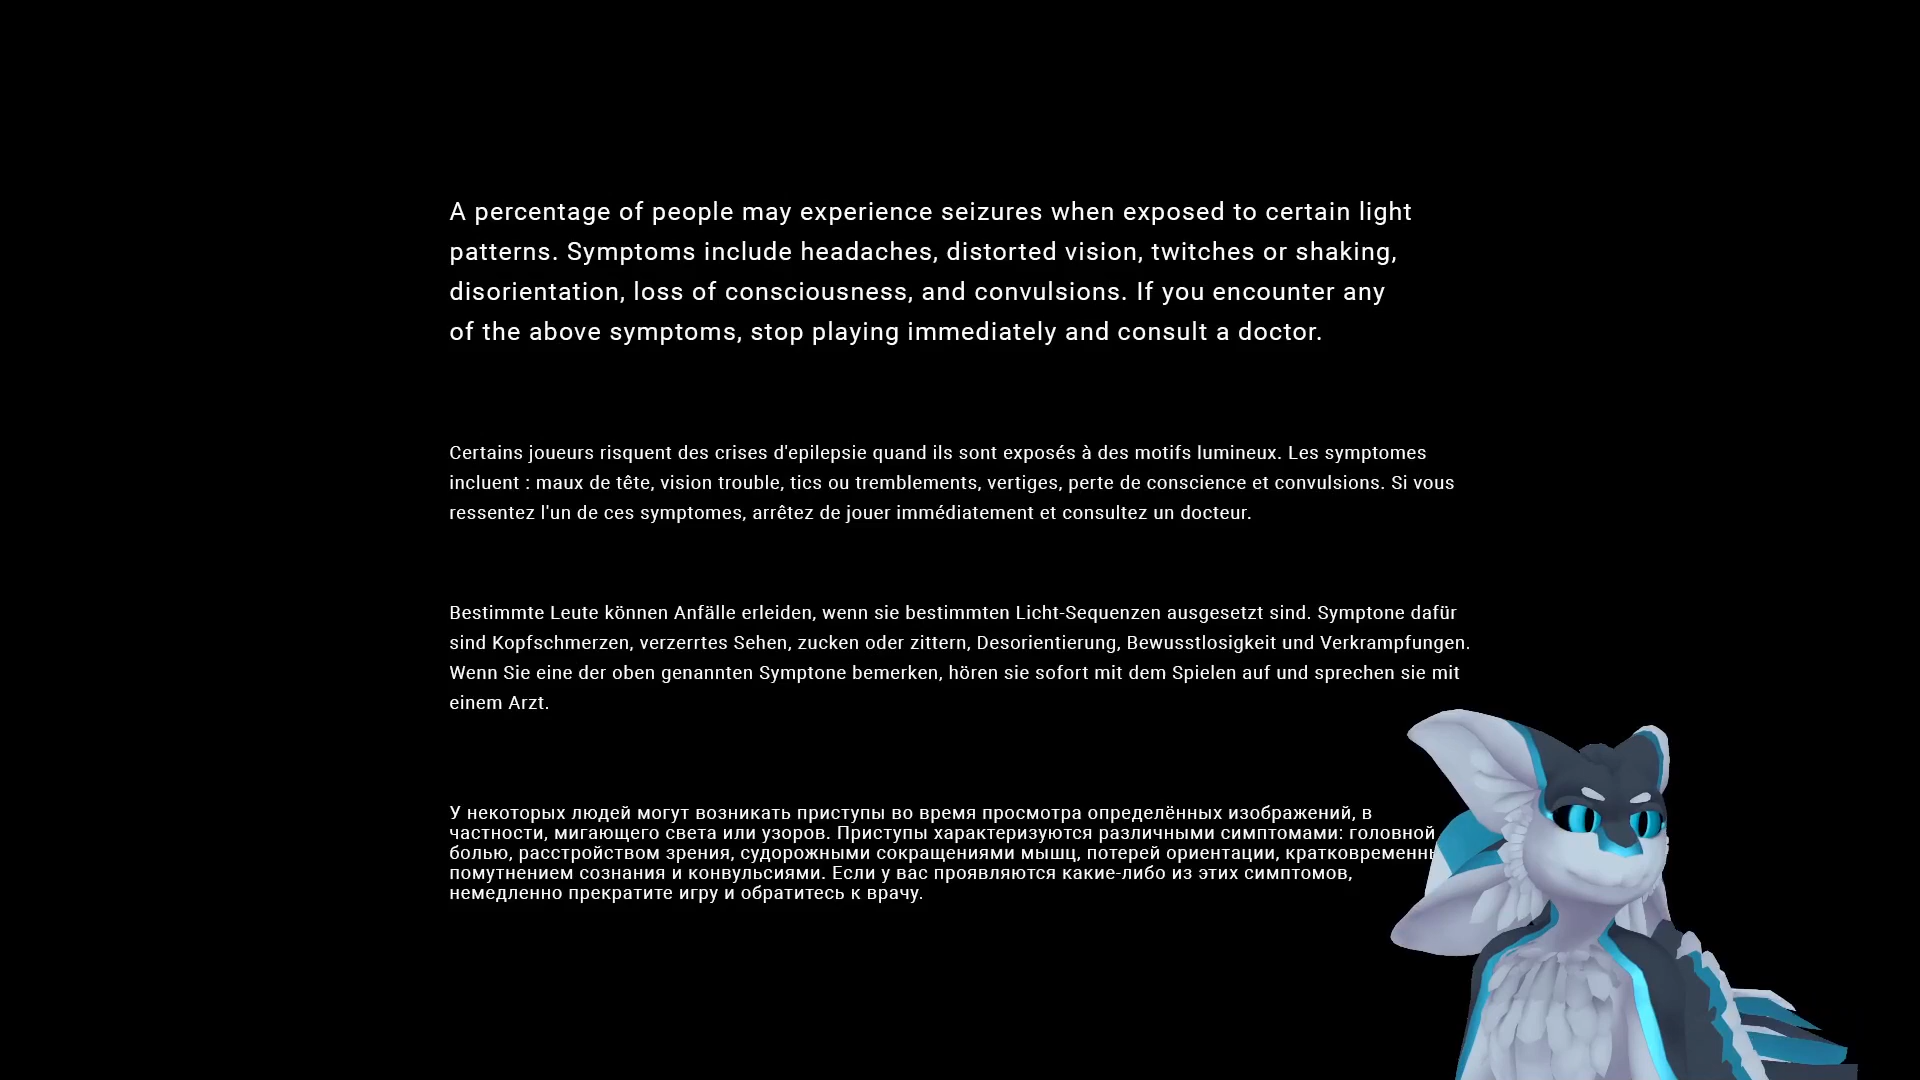 A percentage of people may experience seizures when exposed to certain light
patterns. Symptoms include headaches, distorted vision, twitches or shaking,
disorientation, loss of consciousness, and convulsions. If you encounter any
of the above symptoms, stop playing immediately and consult a doctor.
Certains joueurs risquent des crises d'epilepsie quand ils sont exposés à des motifs lumineux. Les symptomes
incluent : maux de tête, vision trouble, tics ou tremblements, vertiges, perte de conscience et convulsions. Si vous
ressentez l'un de ces symptomes, arrêtez de jouer immédiatement et consultez un docteur.
Bestimmte Leute können Anfälle erleiden, wenn sie bestimmten Licht-Sequenzen ausgesetzt sind. Symptone dafür
sind Kopfschmerzen, verzerrtes Sehen, zucken oder zittern, Desorientierung, Bewusstlosigkeit und Verkrampfungen.
Wenn Sie eine der oben genannten Symptone bemerken, hören sie sofort mit dem Spielen auf und sprechen sie mit
einem Arzt.
У некоторых людей могут возникать приступы во время просмотра определённых изображений, в
частности, мигающего света или узоров. Приступы характеризуются различными симптомами: головной
болью, расстройством зрения, судорожными сокращениями мышц, потерей ориентации,
помутнением сознания и конвульсиями. Если у вас проявляются какие-либо из этих симптомов,
немедленно прекратите игру и обратитесь к врачу.